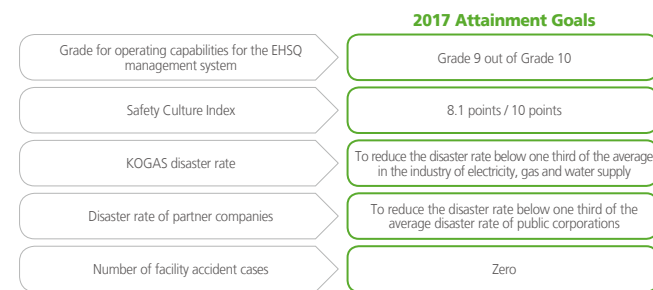 2017 Attainment Goals
Grade for operating capabilities for the EHSQ
management system
Grade 9 out of Grade 10
Safety Culture Index
8.1 points / 10 points
KOGAS disaster rate
To reduce the disaster rate below one third of the average
in the industry of electricity, gas and water supply
Disaster rate of partner companies
To reduce the disaster rate below one third of the
average disaster rate of public corporations
Number of facility accident cases
Zero